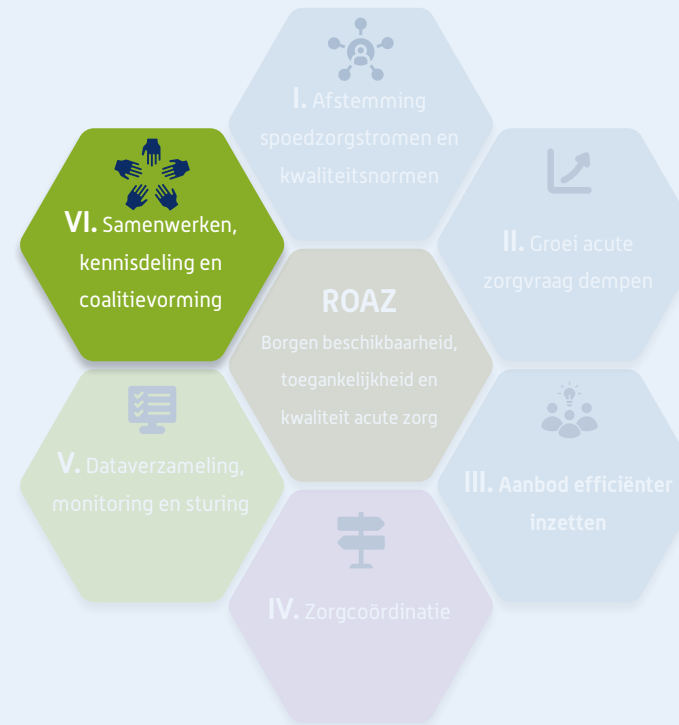 I. Afstemming
spoedzorgstromen en
kwaliteitsnormen
VI. Samenwerken,
kennisdeling en
coalitievorming
II. Groei acute
zorgvraag dempen
ROAZ
Borgen beschikbaarheid,
toegankelijkheid en
kwaliteit acute zorg
V. Dataverzameling,
monitoring en sturing
III. Aanbod efficiënter
inzetten
IV. Zorgcoördinatie